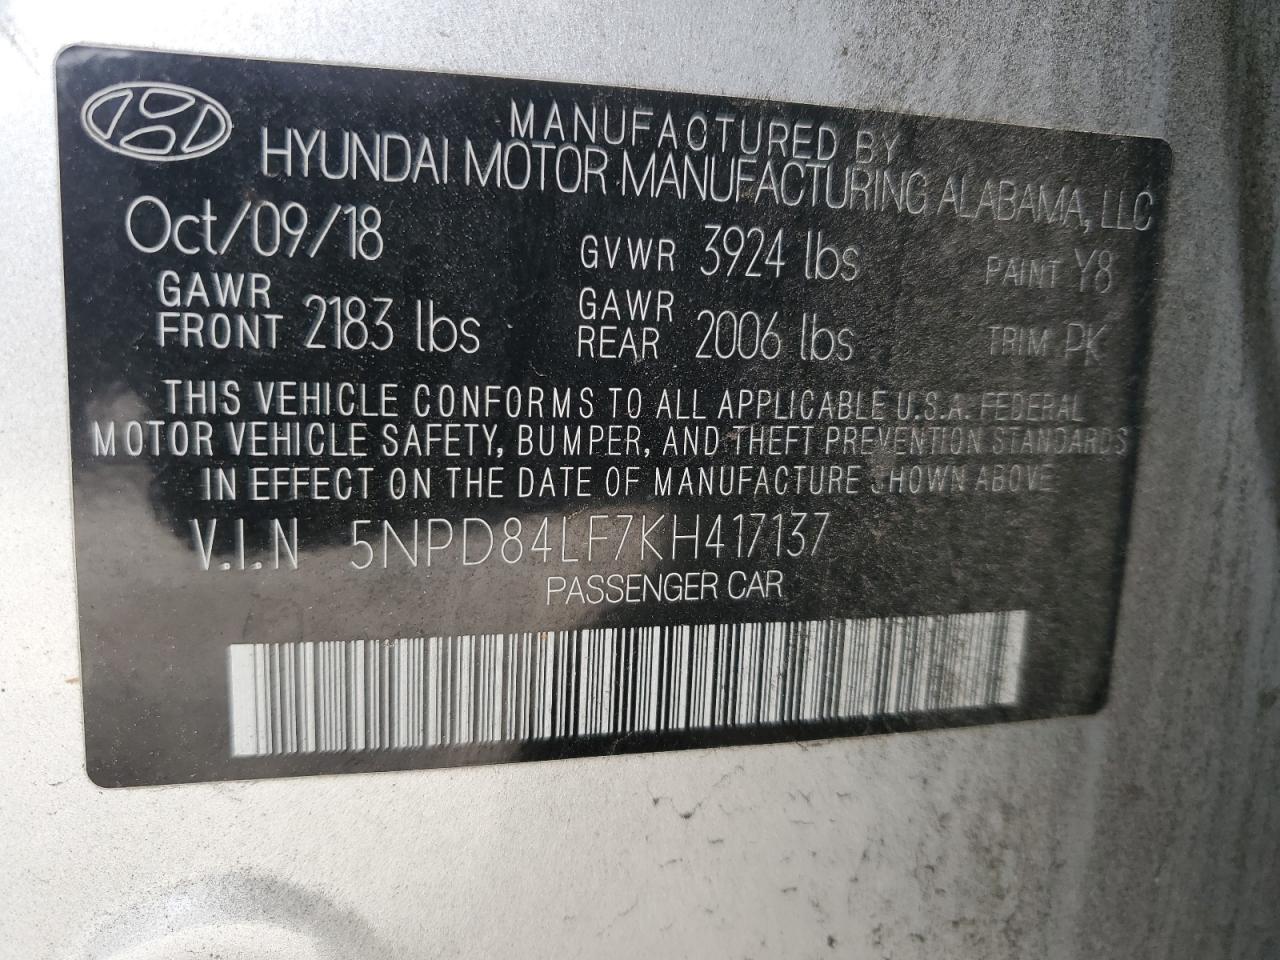 MANUFACTURED BY
HYUNDAI MOTOR MANUFACTURING ALABAMA, LLC
Oct/09/18 GVWR 3924 lbs PAINT Y8
GAWR FRONT 2183 lbs GAWR REAR 2006 lbs TRIM PK
THIS VEHICLE CONFORMS TO ALL APPLICABLE U.S.A. FEDERAL
MOTOR VEHICLE SAFETY, BUMPER, AND THEFT PREVENTION STANDARDS
IN EFFECT ON THE DATE OF MANUFACTURE SHOWN ABOVE
V.I.N 5NPD84LF7KH417137
PASSENGER CAR